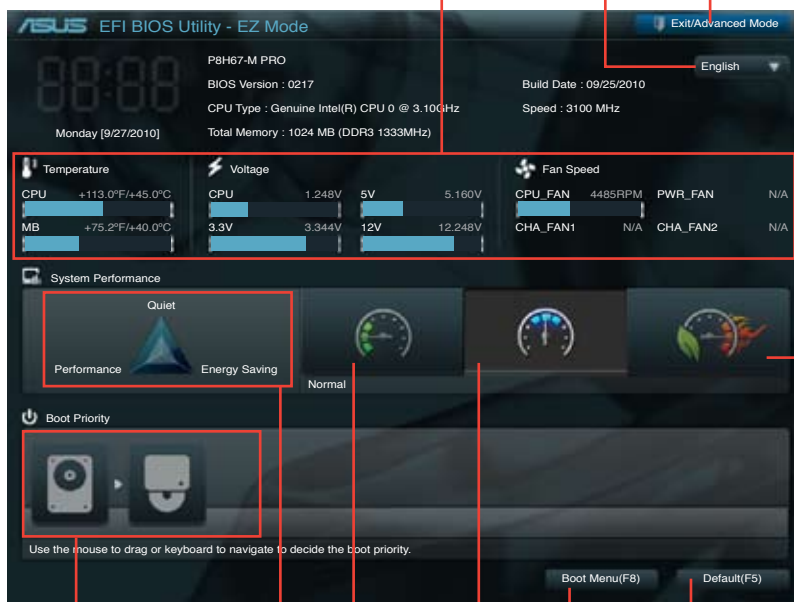 ASUS EFI BIOS Utility - EZ Mode
Exit/Advanced Mode
English
88:88
Monday [9/27/2010]
P8H67-M PRO
BIOS Version : 0217
Build Date : 09/25/2010
CPU Type : Genuine Intel(R) CPU 0 @ 3.10GHz
Speed : 3100 MHz
Total Memory : 1024 MB (DDR3 1333MHz)
Temperature
CPU +113.0ºF/+45.0ºC
MB +75.2ºF/+40.0ºC
Voltage
CPU 1.248V 5V 5.160V
3.3V 3.344V 12V 12.248V
Fan Speed
CPU_FAN 4485RPM PWR_FAN N/A
CHA_FAN1 N/A CHA_FAN2 N/A
System Performance
Quiet
Performance Energy Saving
Normal
Boot Priority
Use the mouse to drag or keyboard to navigate to decide the boot priority.
Boot Menu(F8)
Default(F5)